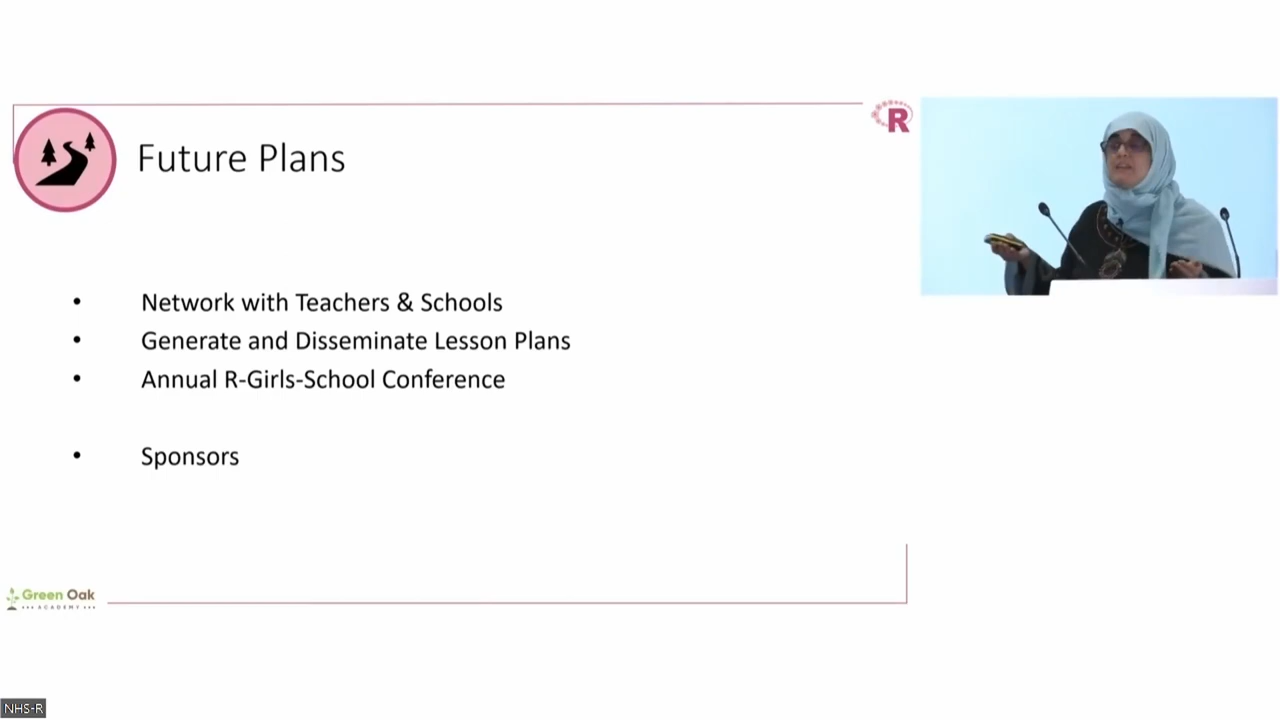 R
Future Plans
• Network with Teachers & Schools
• Generate and Disseminate Lesson Plans
• Annual R-Girls-School Conference
• Sponsors
Green Oak
ACADEMY
NHS-R